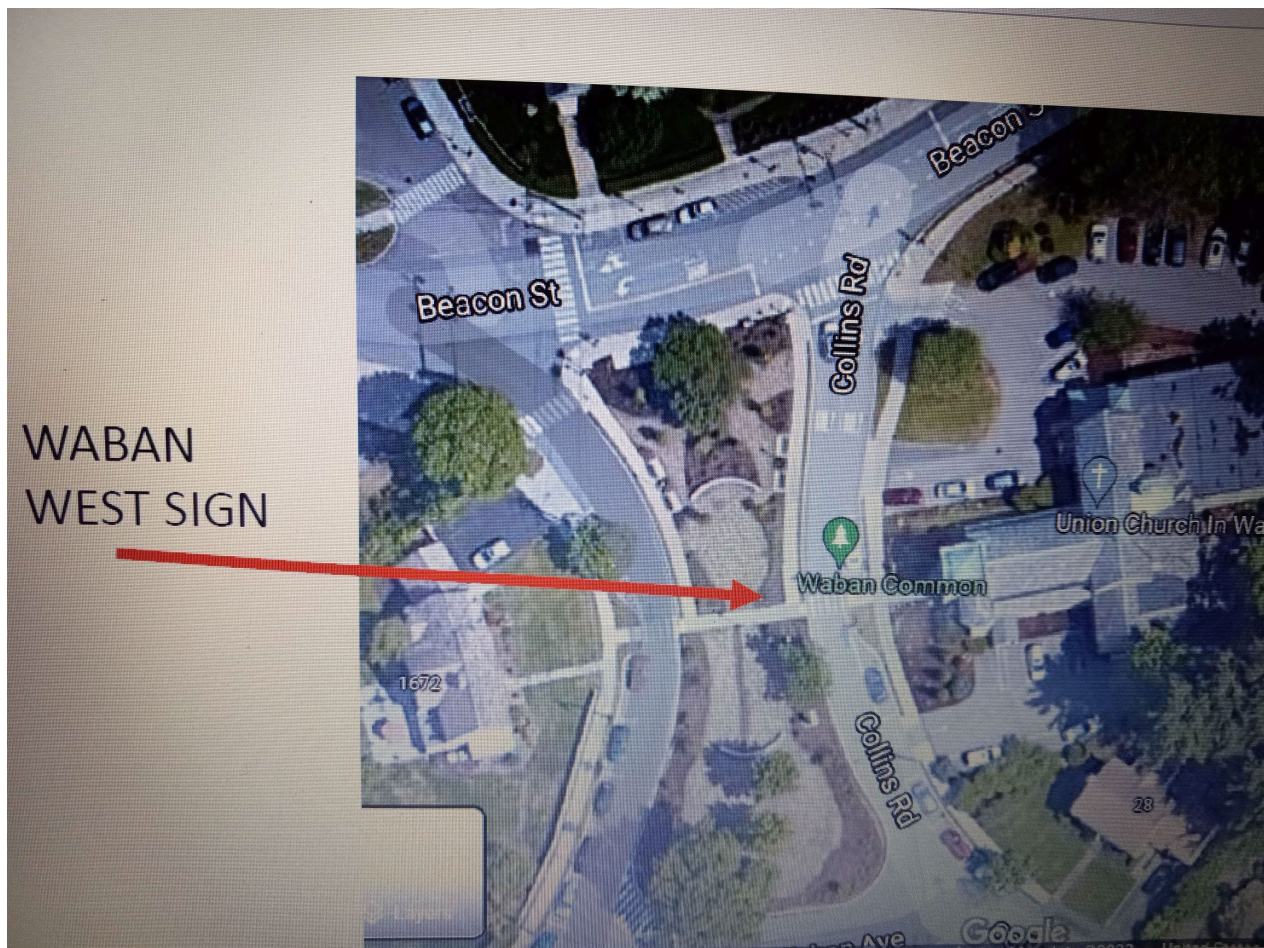 Beacon S
Beacon St
Collins Rd
WABAN
WEST SIGN
Union Church In Wa
Waban Common
1672
Collins Rd
28
Google
Ave